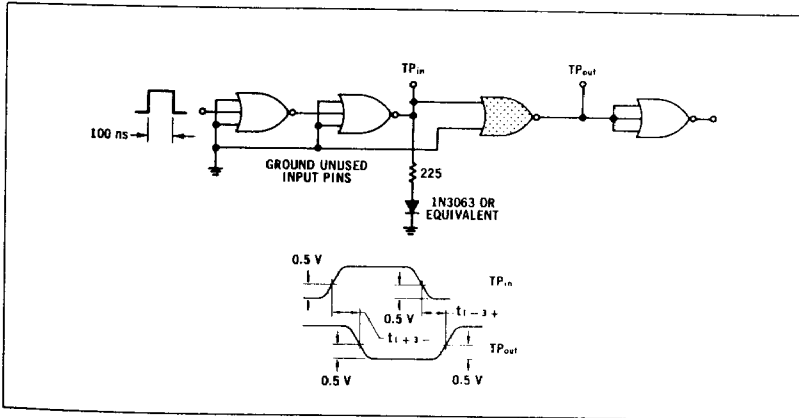 TPin
TPout
100 ns
GROUND UNUSED
INPUT PINS
225
1N3063 OR
EQUIVALENT
0.5 V
TPin
0.5 V
t1-3+
t1+3-
TPout
0.5 V
0.5 V